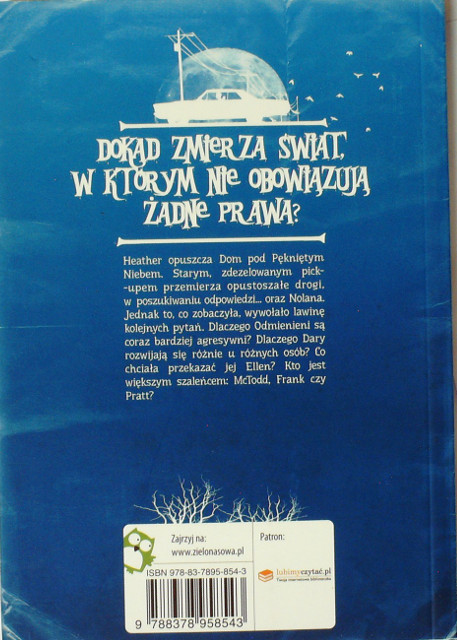 DOKĄD ZMIERZA ŚWIAT,
W KTÓRYM NIE OBOWIĄZUJĄ
ŻADNE PRAWA?
Heather opuszcza Dom pod Pękniętym
Niebem. Starym, zdezelowanym pick-
-upem przemierza opustoszałe drogi,
w poszukiwaniu odpowiedzi... oraz Nolana.
Jednak to, co zobaczyła, wywołało lawinę
kolejnych pytań. Dlaczego Odmienieni są
coraz bardziej agresywni? Dlaczego Dary
rozwijają się różnie u różnych osób? Co
chciała przekazać jej Ellen? Kto jest
większym szaleńcem: McTodd, Frank czy
Pratt?
Zajrzyj na:
www.zielonasowa.pl
Patron:
lubimyczytać.pl
ISBN 978-83-7895-854-3
9 788378 958543